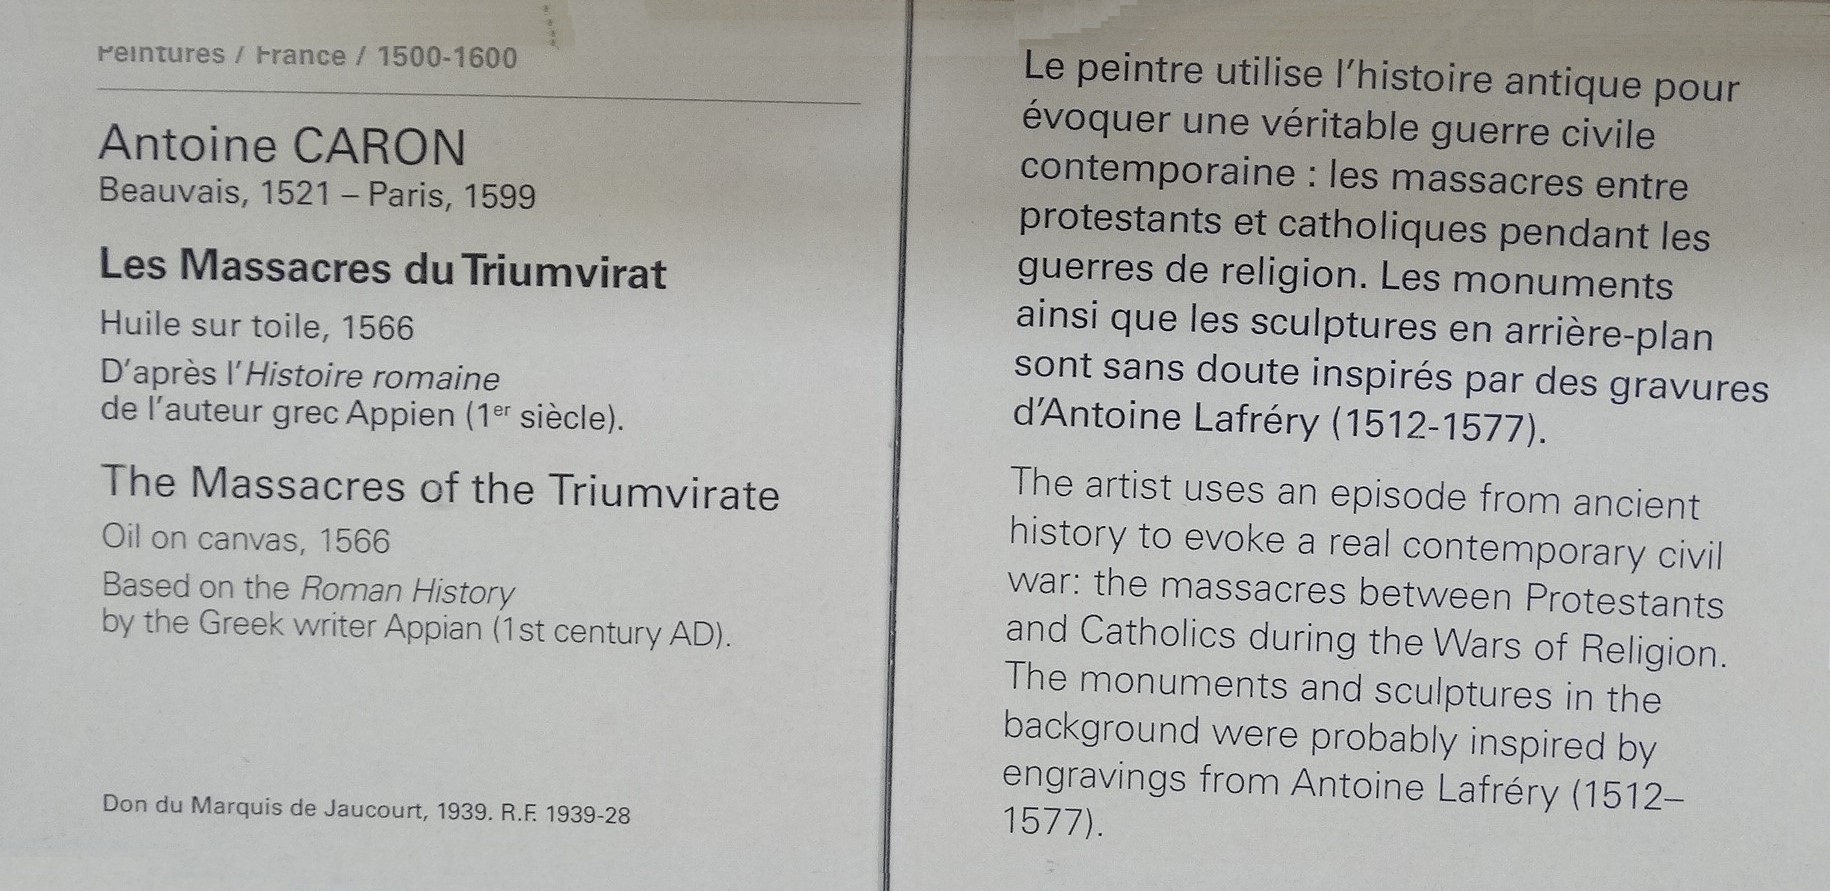 Peintures / France / 1500-1600
Antoine CARON
Beauvais, 1521 – Paris, 1599
Les Massacres du Triumvirat
Huile sur toile, 1566
D'après l'Histoire romaine
de l'auteur grec Appien (1er siècle).
The Massacres of the Triumvirate
Oil on canvas, 1566
Based on the Roman History
by the Greek writer Appian (1st century AD).
Don du Marquis de Jaucourt, 1939. R.F. 1939-28
Le peintre utilise l'histoire antique pour
évoquer une véritable guerre civile
contemporaine : les massacres entre
protestants et catholiques pendant les
guerres de religion. Les monuments
ainsi que les sculptures en arrière-plan
sont sans doute inspirés par des gravures
d'Antoine Lafréry (1512-1577).
The artist uses an episode from ancient
history to evoke a real contemporary civil
war: the massacres between Protestants
and Catholics during the Wars of Religion.
The monuments and sculptures in the
background were probably inspired by
engravings from Antoine Lafréry (1512–
1577).